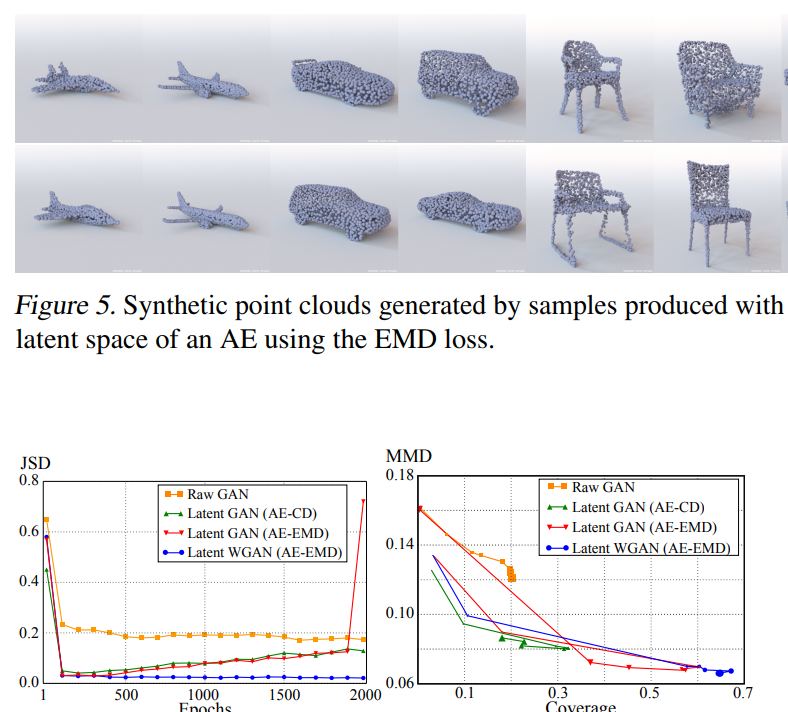 Figure 5. Synthetic point clouds generated by samples produced with
latent space of an AE using the EMD loss.
JSD
0.8
0.6
0.4
0.2
0.0
Raw GAN
Latent GAN (AE-CD)
Latent GAN (AE-EMD)
Latent WGAN (AE-EMD)
1 500 1000 1500 2000
Epochs
MMD
0.18
0.14
0.10
0.06
Raw GAN
Latent GAN (AE-CD)
Latent GAN (AE-EMD)
Latent WGAN (AE-EMD)
0.1 0.3 0.5 0.7
Coverage